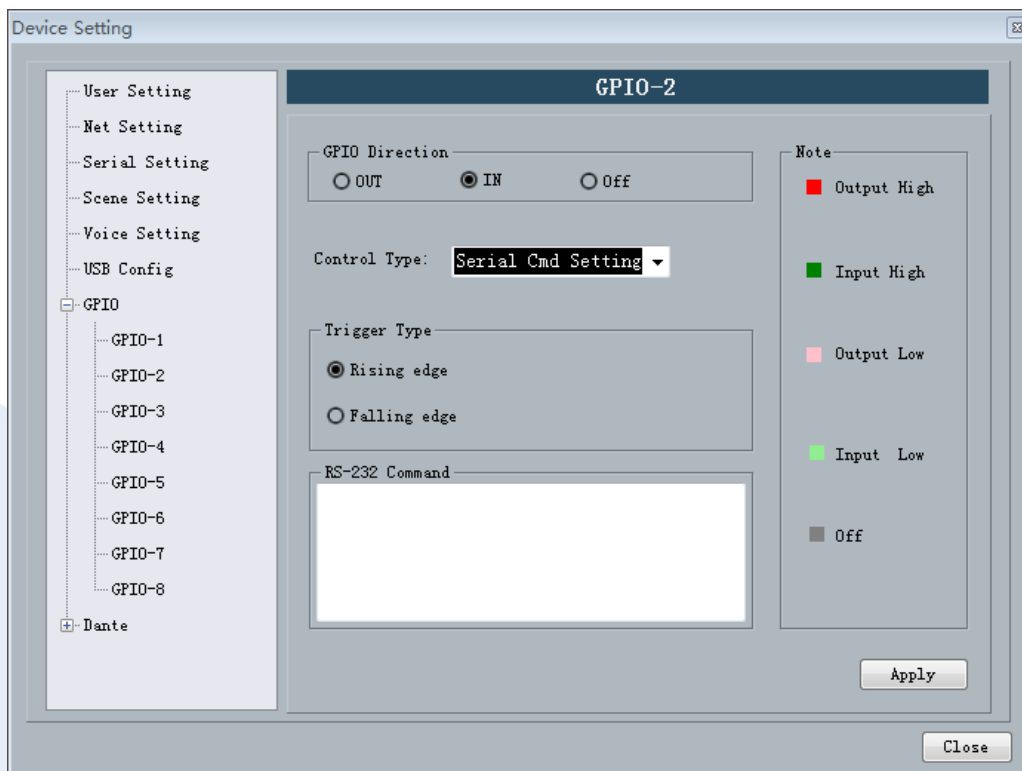 Device Setting
User Setting
Net Setting
Serial Setting
Scene Setting
Voice Setting
USB Config
GPIO
GPIO-1
GPIO-2
GPIO-3
GPIO-4
GPIO-5
GPIO-6
GPIO-7
GPIO-8
Dante
GPIO-2
GPIO Direction
OUT IN Off
Control Type: Serial Cmd Setting
Trigger Type
Rising edge
Falling edge
RS-232 Command
Note
Output High
Input High
Output Low
Input Low
Off
Apply
Close